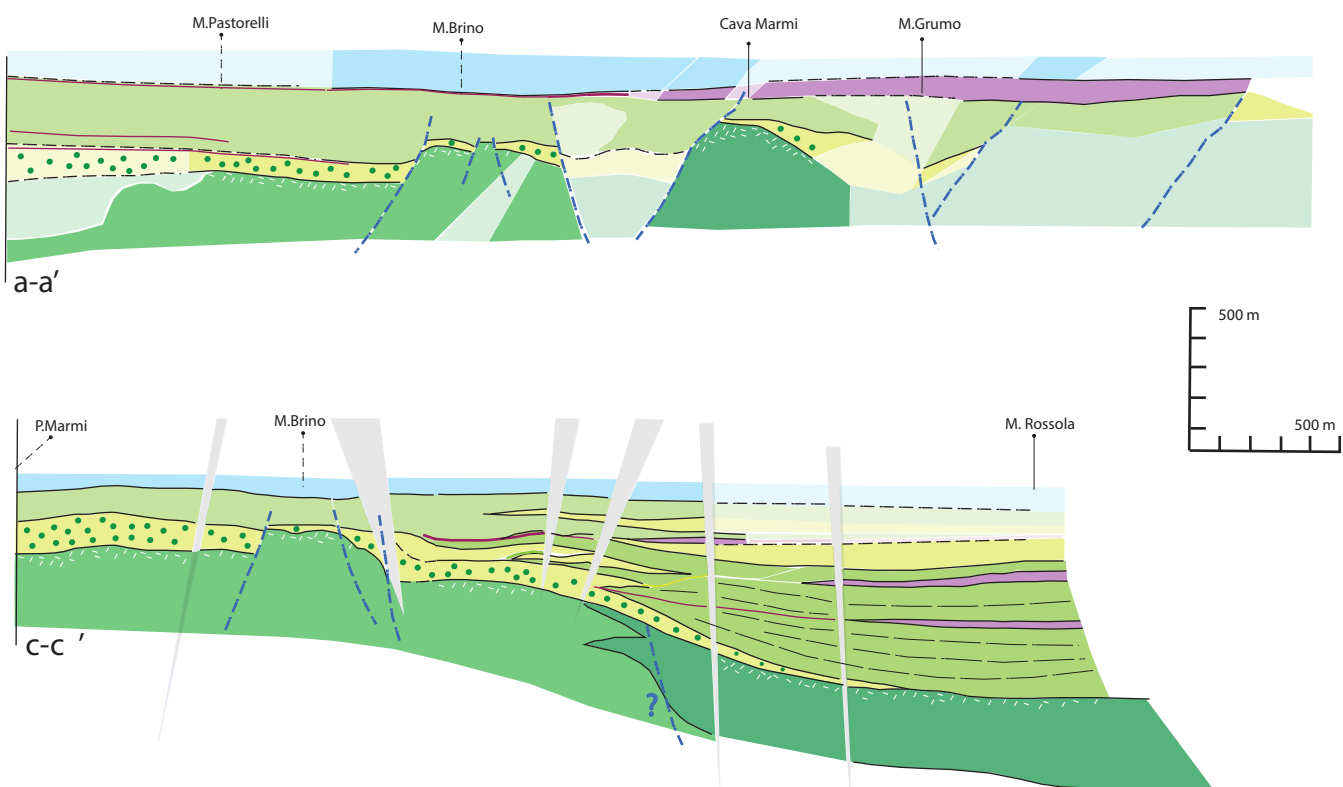 M.Pastorelli
M.Brino
Cava Marmi
M.Grumo
a-a’
500 m
500 m
P.Marmi
M.Brino
M. Rossola
c-c ’
?